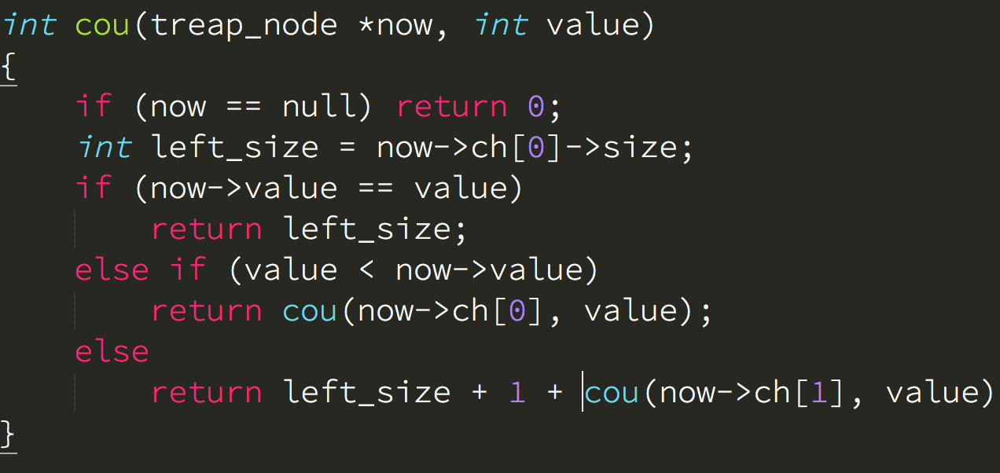 int cou(treap_node *now, int value)
{
    if (now == null) return 0;
    int left_size = now->ch[0]->size;
    if (now->value == value)
        return left_size;
    else if (value < now->value)
        return cou(now->ch[0], value);
    else
        return left_size + 1 + cou(now->ch[1], value)
}